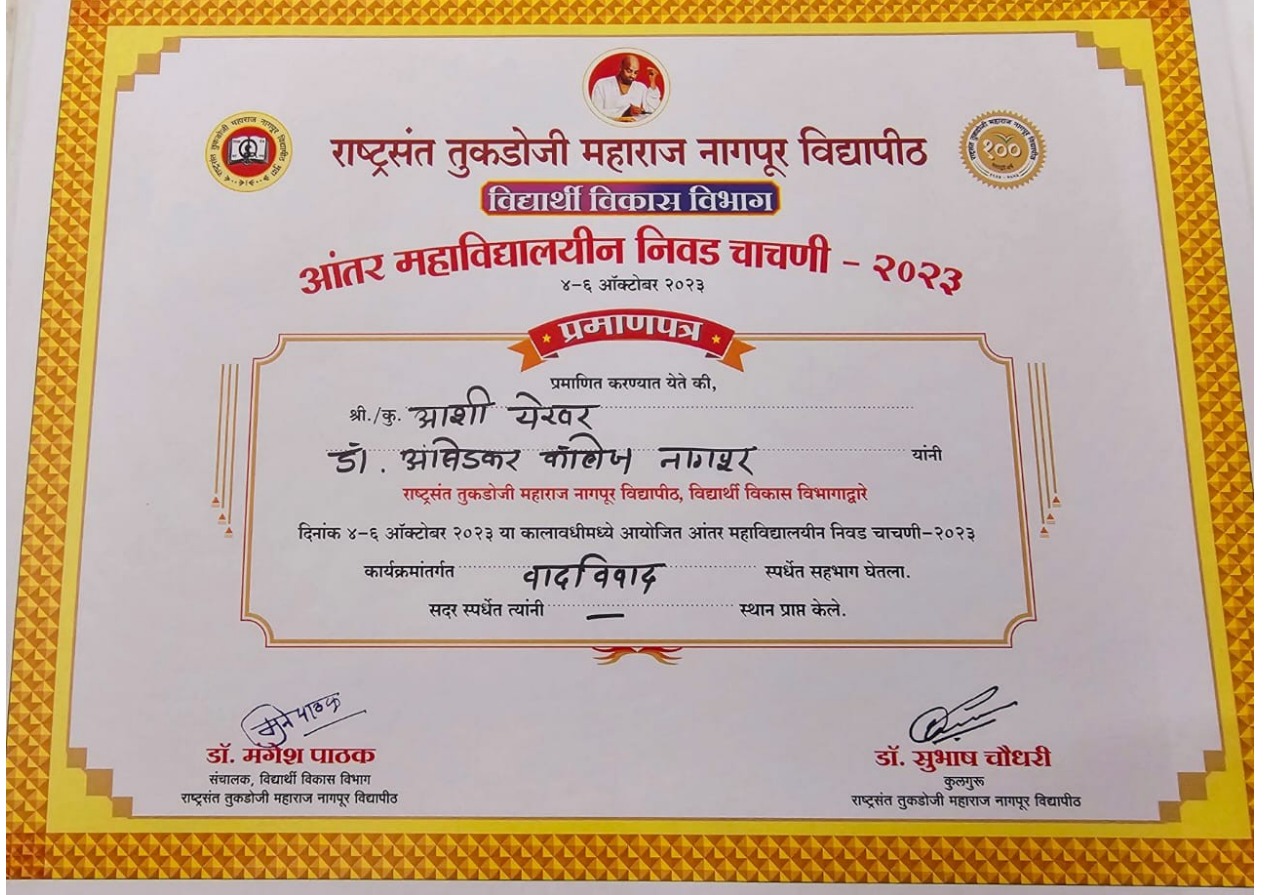 राष्ट्रसंत तुकडोजी महाराज नागपूर विद्यापीठ
विद्यार्थी विकास विभाग
आंतर महाविद्यालयीन निवड चाचणी – २०२३
४–६ ऑक्टोबर २०२३
प्रमाणपत्र
प्रमाणित करण्यात येते की,
श्री./कु. आशी येरवर
डॉ. आंबेडकर कॉलेज नागपूर यांनी
राष्ट्रसंत तुकडोजी महाराज नागपूर विद्यापीठ, विद्यार्थी विकास विभागाद्वारे
दिनांक ४–६ ऑक्टोबर २०२३ या कालावधीमध्ये आयोजित आंतर महाविद्यालयीन निवड चाचणी–२०२३
कार्यक्रमांतर्गत वादविवाद स्पर्धेत सहभाग घेतला.
सदर स्पर्धेत त्यांनी — स्थान प्राप्त केले.
डॉ. मंगेश पाठक
संचालक, विद्यार्थी विकास विभाग
राष्ट्रसंत तुकडोजी महाराज नागपूर विद्यापीठ
डॉ. सुभाष चौधरी
कुलगुरू
राष्ट्रसंत तुकडोजी महाराज नागपूर विद्यापीठ